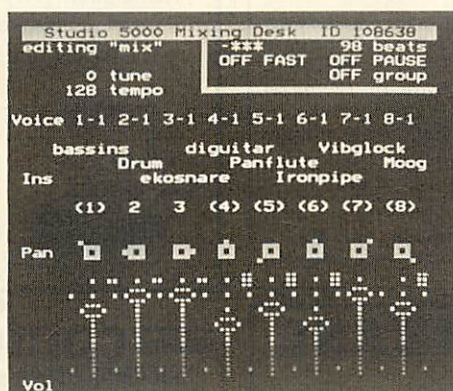 Studio 5000 Mixing Desk ID 108638
editing "mix" -*** 98 beats
OFF FAST OFF PAUSE
0 tune OFF group
128 tempo
Voice 1-1 2-1 3-1 4-1 5-1 6-1 7-1 8-1
bassins diguitar Vibglock
Drum Panflute Moog
Ins ekosnare Ironpipe
(1) 2 3 (4) (5) (6) (7) (8)
Pan
Vol